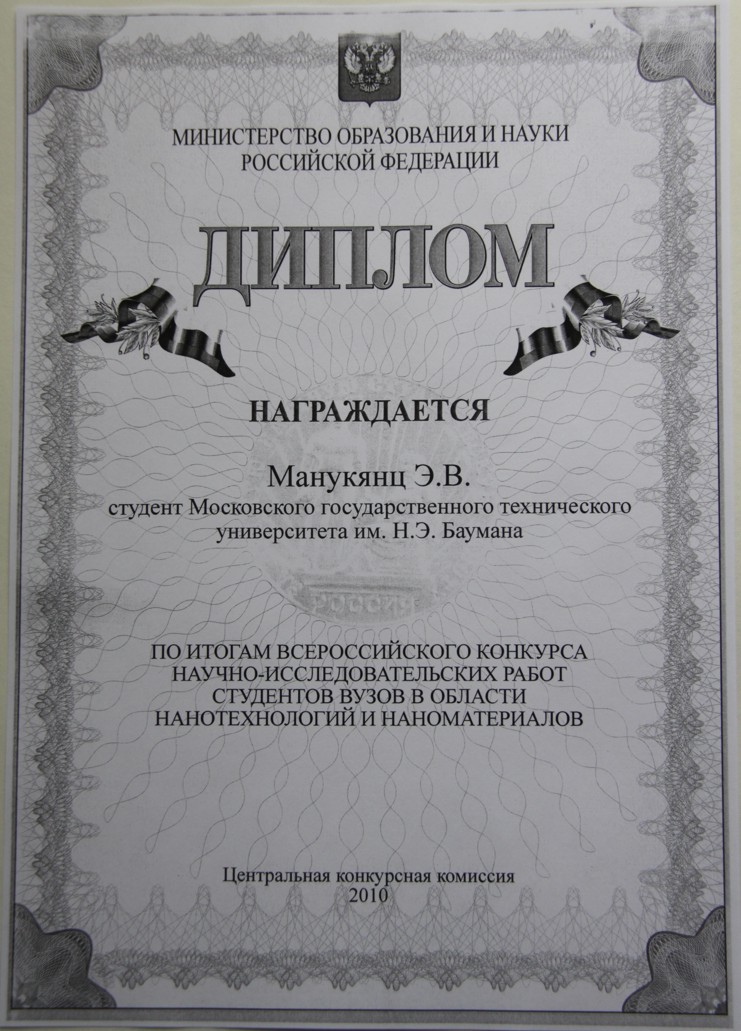 МИНИСТЕРСТВО ОБРАЗОВАНИЯ И НАУКИ
РОССИЙСКОЙ ФЕДЕРАЦИИ
ДИПЛОМ
НАГРАЖДАЕТСЯ
Манукянц Э.В.
студент Московского государственного технического
университета им. Н.Э. Баумана
РОССИЯ
ПО ИТОГАМ ВСЕРОССИЙСКОГО КОНКУРСА
НАУЧНО-ИССЛЕДОВАТЕЛЬСКИХ РАБОТ
СТУДЕНТОВ ВУЗОВ В ОБЛАСТИ
НАНОТЕХНОЛОГИЙ И НАНОМАТЕРИАЛОВ
Центральная конкурсная комиссия
2010